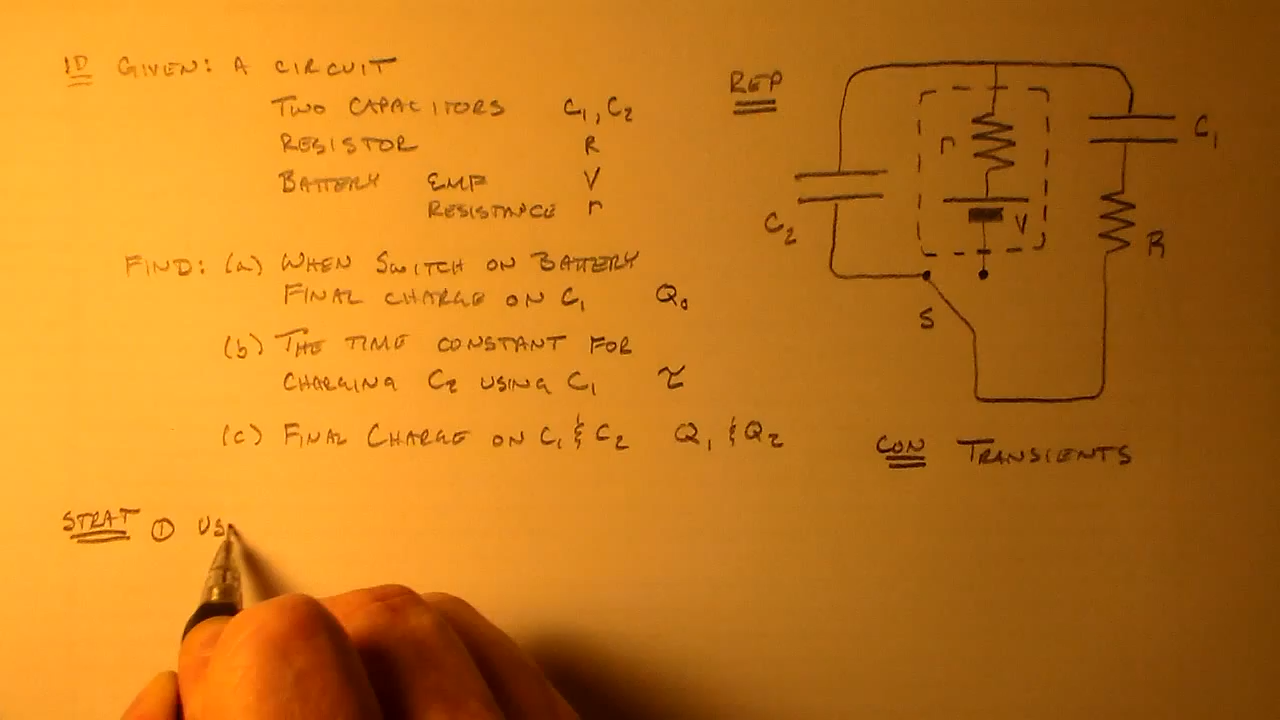 ID GIVEN: A CIRCUIT
TWO CAPACITORS C₁, C₂
RESISTOR R
BATTERY EMF V
RESISTANCE r
FIND: (a) WHEN SWITCH ON BATTERY
FINAL CHARGE ON C₁ Q₀
(b) THE TIME CONSTANT FOR
CHARGING C₂ USING C₁ τ
(c) FINAL CHARGE ON C₁ & C₂ Q₁ & Q₂
REP
r
C₁
V
C₂
R
S
CON TRANSIENTS
STRAT ① US